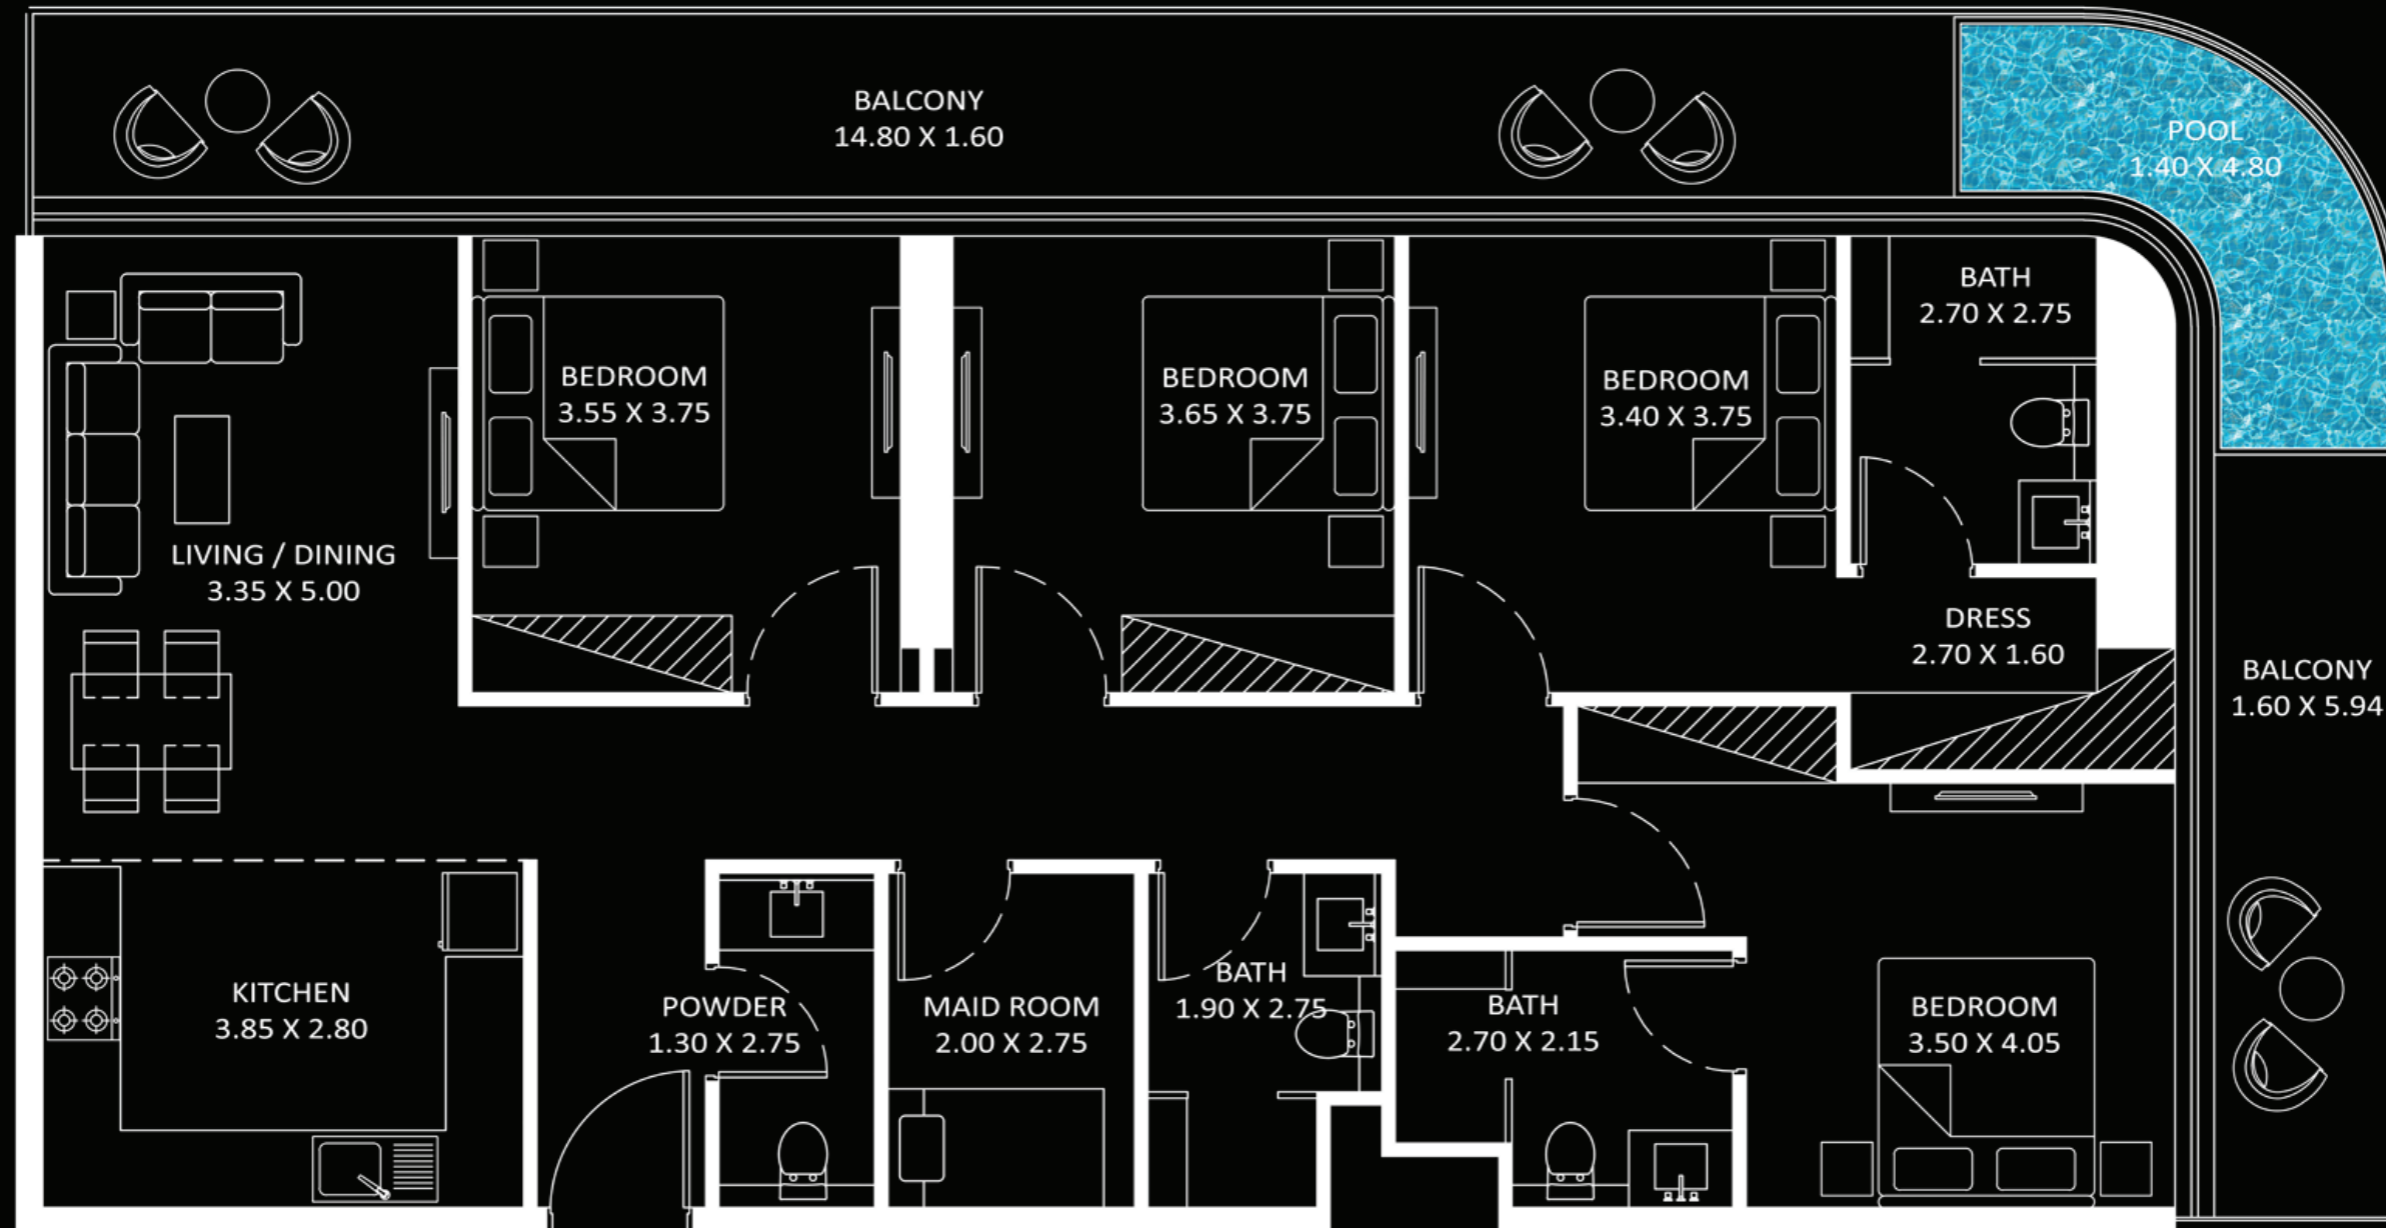 BALCONY
14.80 X 1.60
POOL
1.40 X 4.80
BATH
2.70 X 2.75
BEDROOM
3.55 X 3.75
BEDROOM
3.65 X 3.75
BEDROOM
3.40 X 3.75
LIVING / DINING
3.35 X 5.00
DRESS
2.70 X 1.60
BALCONY
1.60 X 5.94
KITCHEN
3.85 X 2.80
POWDER
1.30 X 2.75
MAID ROOM
2.00 X 2.75
BATH
1.90 X 2.75
BATH
2.70 X 2.15
BEDROOM
3.50 X 4.05